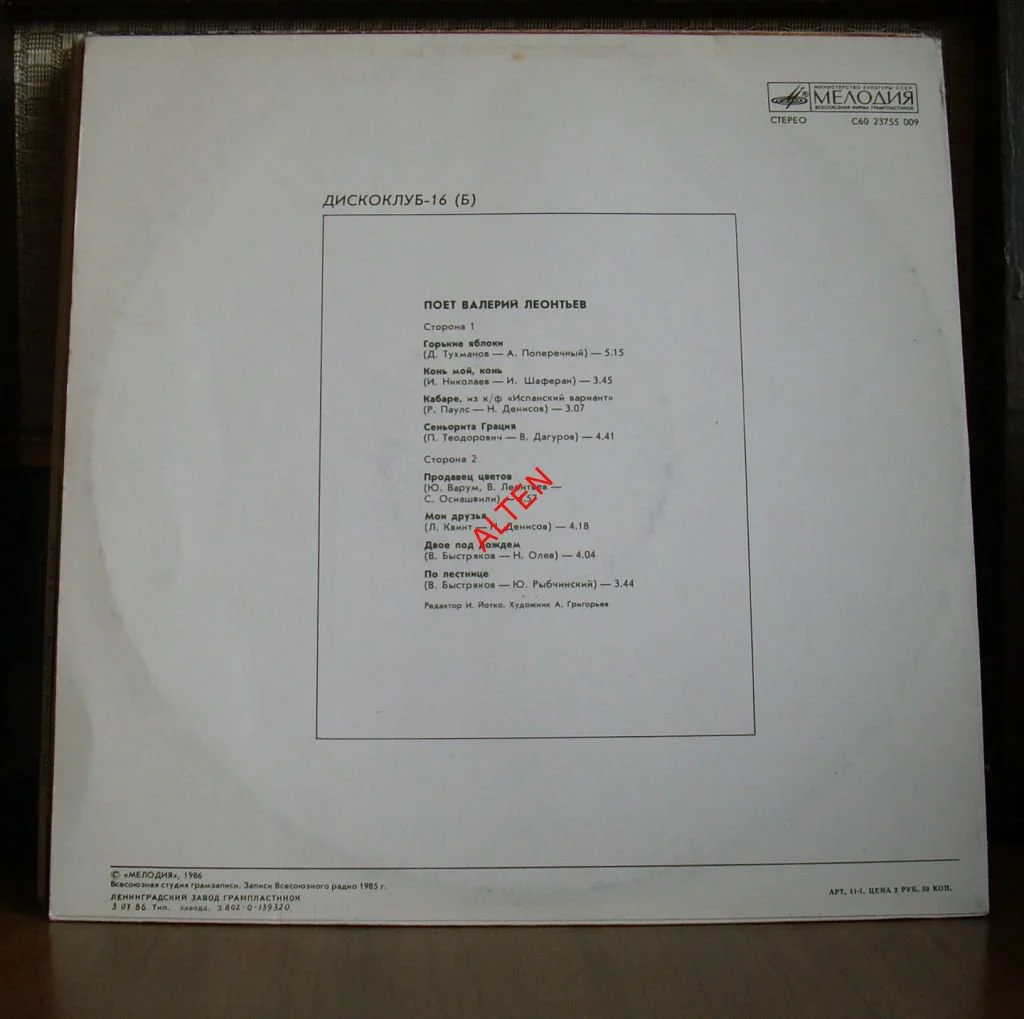 МИНИСТЕРСТВО КУЛЬТУРЫ СССР
МЕЛОДИЯ
ВСЕСОЮЗНАЯ ФИРМА ГРАМПЛАСТИНОК
СТЕРЕО С60 23755 009
ДИСКОКЛУБ-16 (Б)
ПОЕТ ВАЛЕРИЙ ЛЕОНТЬЕВ
Сторона 1
Горькие яблоки
(Д. Тухманов — А. Поперечный) — 5.15
Конь мой, конь
(И. Николаев — И. Шаферан) — 3.45
Кабаре, из к/ф «Испанский вариант»
(Р. Паулс — Н. Денисов) — 3.07
Сеньорита Грация
(П. Теодорович — В. Дагуров) — 4.41
Сторона 2
Продавец цветов
(Ю. Варум, В. Леонтьев —
С. Осиашвили)
Мои друзья
(Л. Квинт — Н. Денисов) — 4.18
Двое под дождем
(В. Быстряков — Н. Олев) — 4.04
По лестнице
(В. Быстряков — Ю. Рыбчинский) — 3.44
Редактор И. Йотко. Художник А. Григорьев
ALTEN
© «МЕЛОДИЯ», 1986
Всесоюзная студия грамзаписи. Записи Всесоюзного радио 1985 г.
ЛЕНИНГРАДСКИЙ ЗАВОД ГРАМПЛАСТИНОК
Тип. завода.
АРТ. 11-1. ЦЕНА 2 РУБ. 50 КОП.